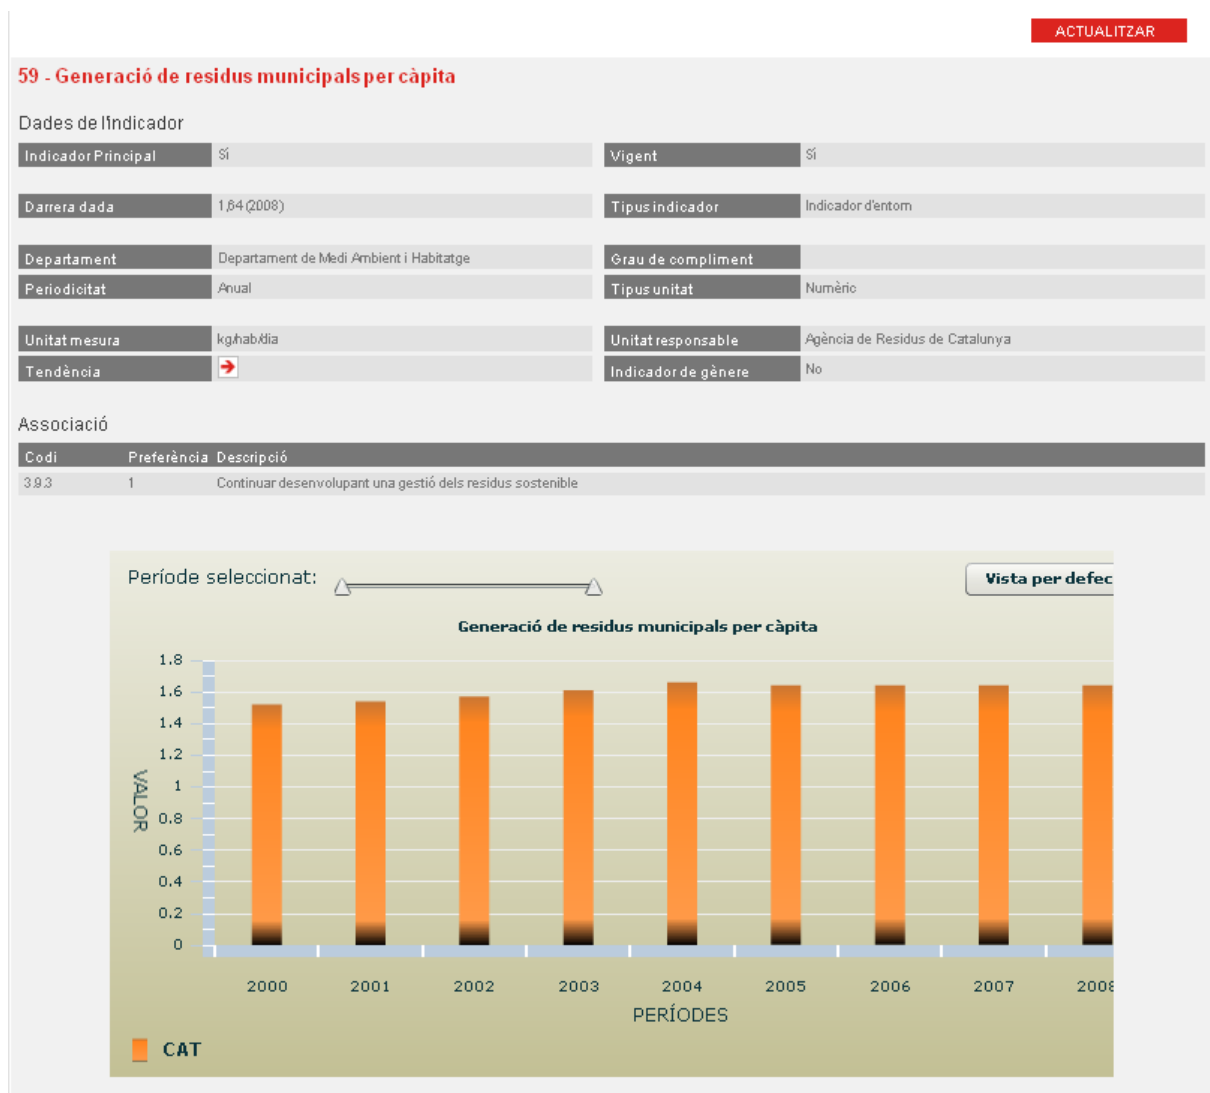 ACTUALITZAR
59 - Generació de residus municipals per càpita
Dades de l'indicador
Indicador Principal Sí Vigent Sí
Darrera dada 1,64 (2008) Tipus indicador Indicador d'entorn
Departament Departament de Medi Ambient i Habitatge Grau de compliment
Periodicitat Anual Tipus unitat Numèric
Unitat mesura kg/hab/dia Unitat responsable Agència de Residus de Catalunya
Tendència Indicador de gènere No
Associació
Codi Preferència Descripció
3.9.3 1 Continuar desenvolupant una gestió dels residus sostenible
Període seleccionat: Vista per defec
Generació de residus municipals per càpita
1.8
1.6
1.4
1.2
1
0.8
0.6
0.4
0.2
0
VALOR
2000 2001 2002 2003 2004 2005 2006 2007 2008
PERÍODES
CAT